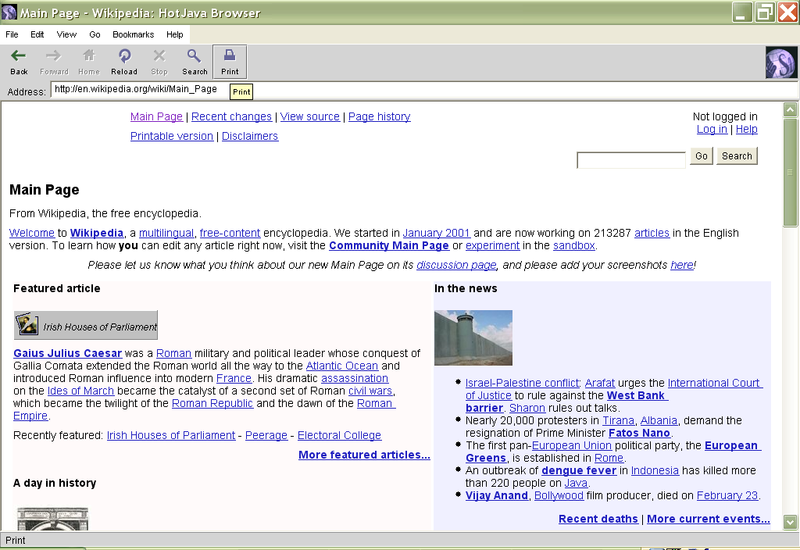 Main Page - Wikipedia: HotJava Browser
File Edit View Go Bookmarks Help
Back Forward Home Reload Stop Search Print
Address: http://en.wikipedia.org/wiki/Main_Page
Print
Main Page | Recent changes | View source | Page history
Printable version | Disclaimers
Not logged in
Log in | Help
Go Search
Main Page
From Wikipedia, the free encyclopedia.
Welcome to Wikipedia, a multilingual, free-content encyclopedia. We started in January 2001 and are now working on 213287 articles in the English
version. To learn how you can edit any article right now, visit the Community Main Page or experiment in the sandbox.
Please let us know what you think about our new Main Page on its discussion page, and please add your screenshots here!
Featured article
Irish Houses of Parliament
Gaius Julius Caesar was a Roman military and political leader whose conquest of
Gallia Comata extended the Roman world all the way to the Atlantic Ocean and
introduced Roman influence into modern France. His dramatic assassination
on the Ides of March became the catalyst of a second set of Roman civil wars,
which became the twilight of the Roman Republic and the dawn of the Roman
Empire.
Recently featured: Irish Houses of Parliament - Peerage - Electoral College
More featured articles...
A day in history
In the news
Israel-Palestine conflict: Arafat urges the International Court
of Justice to rule against the West Bank
barrier. Sharon rules out talks.
Nearly 20,000 protesters in Tirana, Albania, demand the
resignation of Prime Minister Fatos Nano.
The first pan-European Union political party, the European
Greens, is established in Rome.
An outbreak of dengue fever in Indonesia has killed more
than 220 people on Java.
Vijay Anand, Bollywood film producer, died on February 23.
Recent deaths | More current events...
Print